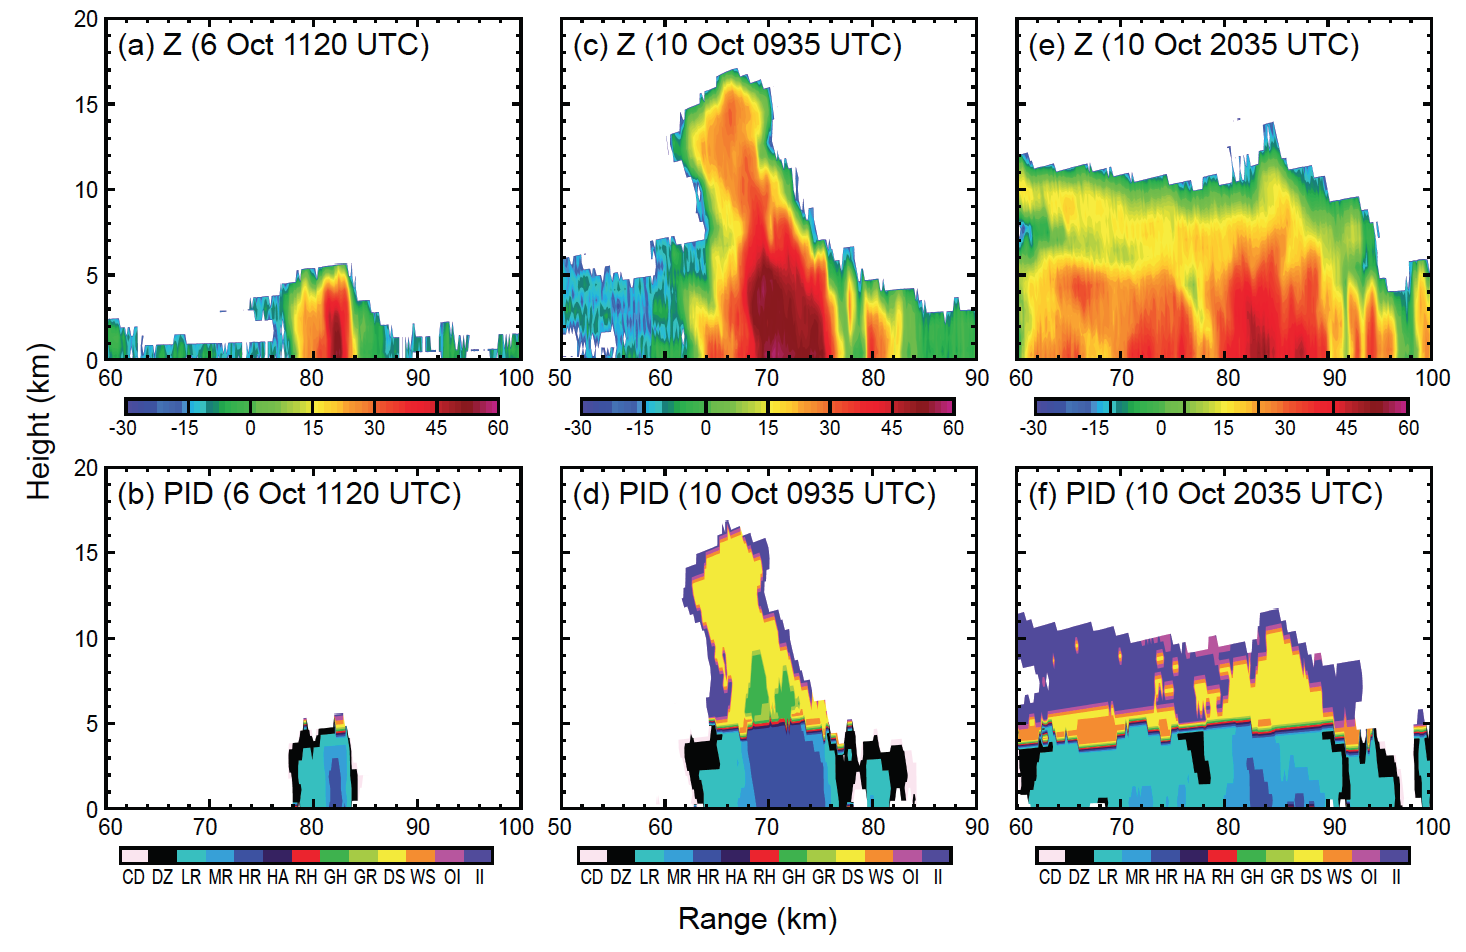 (a) Z (6 Oct 1120 UTC)
(c) Z (10 Oct 0935 UTC)
(e) Z (10 Oct 2035 UTC)
20
15
10
5
0
60 70 80 90 100
50 60 70 80 90
60 70 80 90 100
-30 -15 0 15 30 45 60
-30 -15 0 15 30 45 60
-30 -15 0 15 30 45 60
Height (km)
(b) PID (6 Oct 1120 UTC)
(d) PID (10 Oct 0935 UTC)
(f) PID (10 Oct 2035 UTC)
20
15
10
5
0
60 70 80 90 100
50 60 70 80 90
60 70 80 90 100
CD DZ LR MR HR HA RH GH GR DS WS OI II
CD DZ LR MR HR HA RH GH GR DS WS OI II
CD DZ LR MR HR HA RH GH GR DS WS OI II
Range (km)